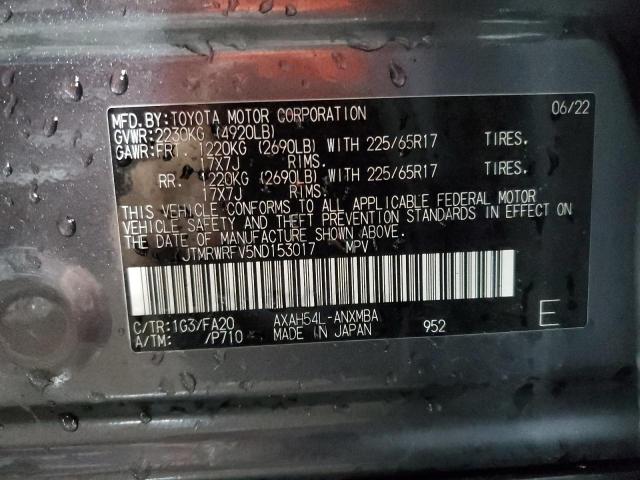 MFD.BY:TOYOTA MOTOR CORPORATION 06/22
GVWR:2230KG (4920LB)
GAWR:FRT. 1220KG (2690LB) WITH 225/65R17 TIRES.
17X7J RIMS.
RR. 1220KG (2690LB) WITH 225/65R17 TIRES.
17X7J RIMS.
THIS VEHICLE CONFORMS TO ALL APPLICABLE FEDERAL MOTOR
VEHICLE SAFETY AND THEFT PREVENTION STANDARDS IN EFFECT ON
THE DATE OF MANUFACTURE SHOWN ABOVE.
JTMRWRFV5ND153017 MPV
C/TR:1G3/FA20 AXAH54L-ANXMBA E
A/TM: /P710 MADE IN JAPAN 952